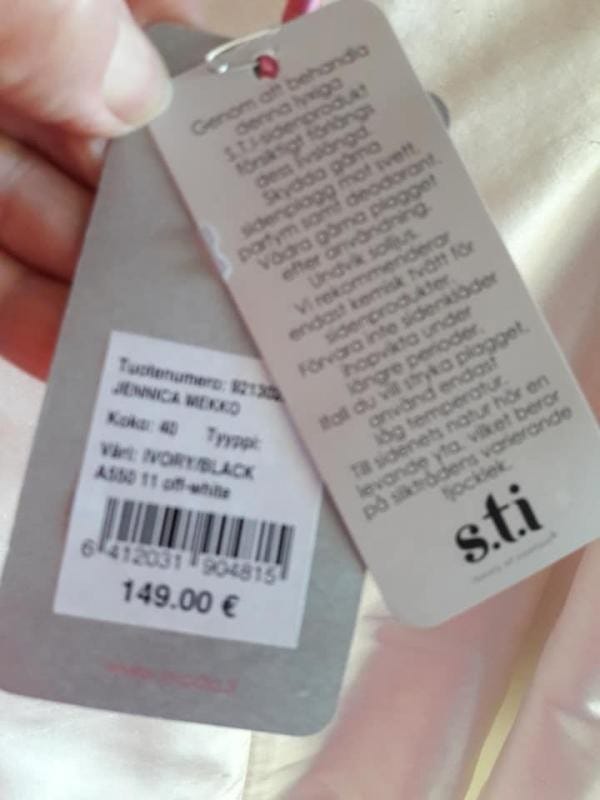 Genom att behandla
denna lyxiga
S.T.I-sidenprodukt
försiktigt förlängs
dess livslängd.
Skydda gärna
sidenplagg mot svett,
parfym samt deodorant.
Vädra gärna plagget
efter användning.
Undvik solljus.
Vi rekommenderar
endast kemisk tvätt för
sidenprodukter.
Förvara inte sidenkläder
ihopvikta under
längre perioder.
Ifall du vill stryka plagget,
använd endast
låg temperatur.
Till sidenets natur hör en
levande yta, vilket beror
på silktrådens varierande
tjocklek.
s.t.i
Tuotenumero: 921302
JENNICA MEKKO
Koko: 40 Tyyppi:
Väri: IVORY/BLACK
A550 11 off-white
6 412031 904815
149.00 €